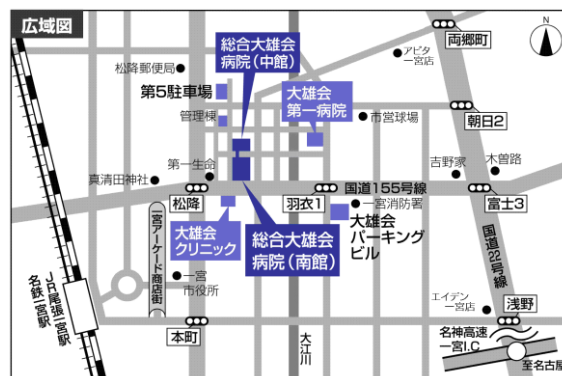 広域図
N
両郷町
アピタ
一宮店
総合大雄会
病院(中館)
松降郵便局
第5駐車場
大雄会
第一病院
管理棟
市営球場
朝日2
第一生命
吉野家
木曽路
真清田神社
松降
羽衣1
国道155号線
富士3
一宮消防署
大雄会
クリニック
総合大雄会
病院(南館)
大雄会
パーキング
ビル
一宮アーケード商店街
国道22号線
一宮
市役所
JR尾張一宮駅
名鉄一宮駅
エイデン
一宮店
浅野
本町
大江川
名神高速
一宮I.C
至名古屋